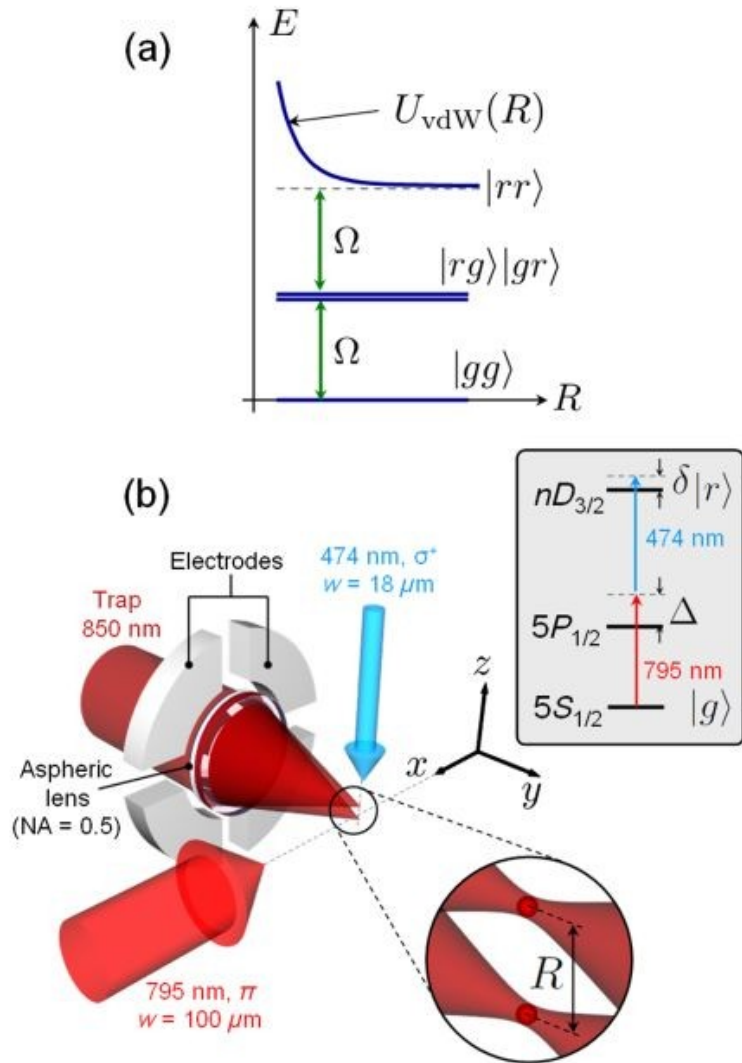 (a)
E
U_vdW(R)
|rr⟩
Ω
|rg⟩|gr⟩
Ω
|gg⟩
R
(b)
Electrodes
Trap
850 nm
474 nm, σ⁺
w = 18 μm
Aspheric
lens
(NA = 0.5)
z
x
y
795 nm, π
w = 100 μm
R
nD3/2
δ |r⟩
474 nm
5P1/2
Δ
795 nm
5S1/2
|g⟩